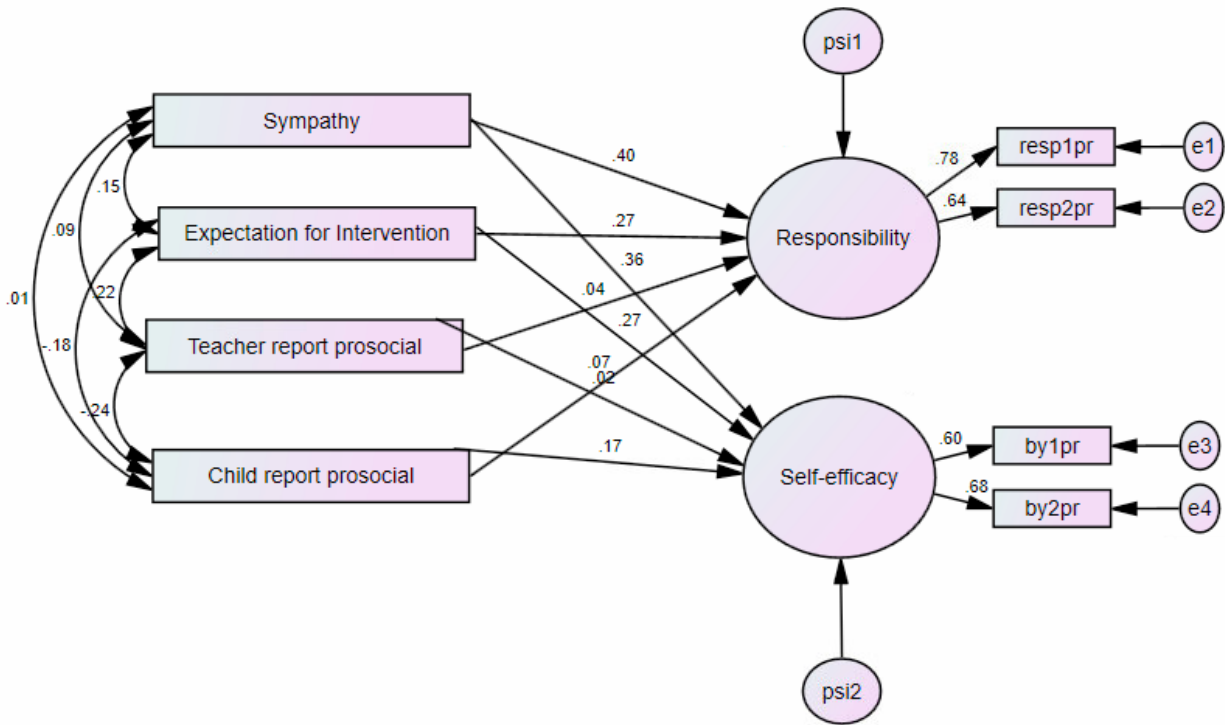 psi1
Sympathy
.40
.78
resp1pr
e1
.15
.64
resp2pr
e2
.09
Expectation for Intervention
.27
Responsibility
.36
.01
.22
.04
-.18
Teacher report prosocial
.27
.07
.02
-.24
.60
by1pr
e3
Child report prosocial
.17
Self-efficacy
.68
by2pr
e4
psi2